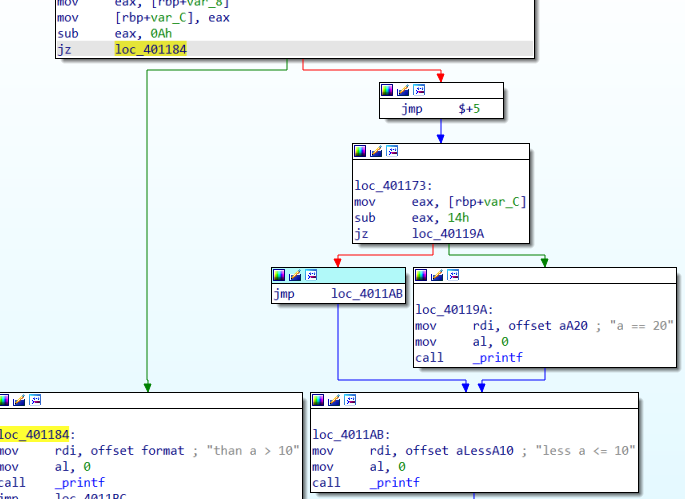 mov eax, [rbp+var_8]
mov [rbp+var_C], eax
sub eax, 0Ah
jz loc_401184
jmp $+5
loc_401173:
mov eax, [rbp+var_C]
sub eax, 14h
jz loc_40119A
jmp loc_4011AB
loc_40119A:
mov rdi, offset aA20 ; "a == 20"
mov al, 0
call _printf
loc_401184:
mov rdi, offset format ; "than a > 10"
mov al, 0
call _printf
jmp loc_4011BC
loc_4011AB:
mov rdi, offset aLessA10 ; "less a <= 10"
mov al, 0
call _printf